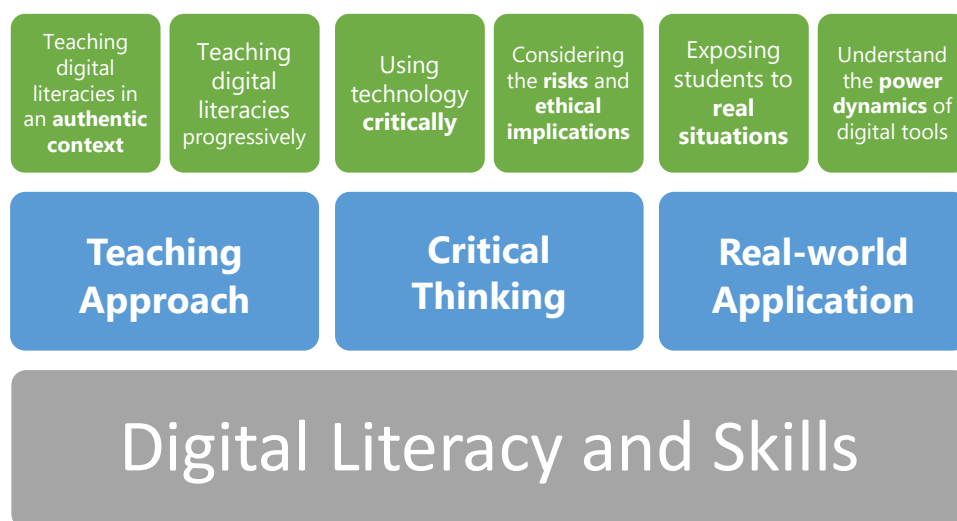 Teaching
digital
literacies in
an authentic
context
Teaching
digital
literacies
progressively
Using
technology
critically
Considering
the risks and
ethical
implications
Exposing
students to
real
situations
Understand
the power
dynamics of
digital tools
Teaching
Approach
Critical
Thinking
Real-world
Application
Digital Literacy and Skills